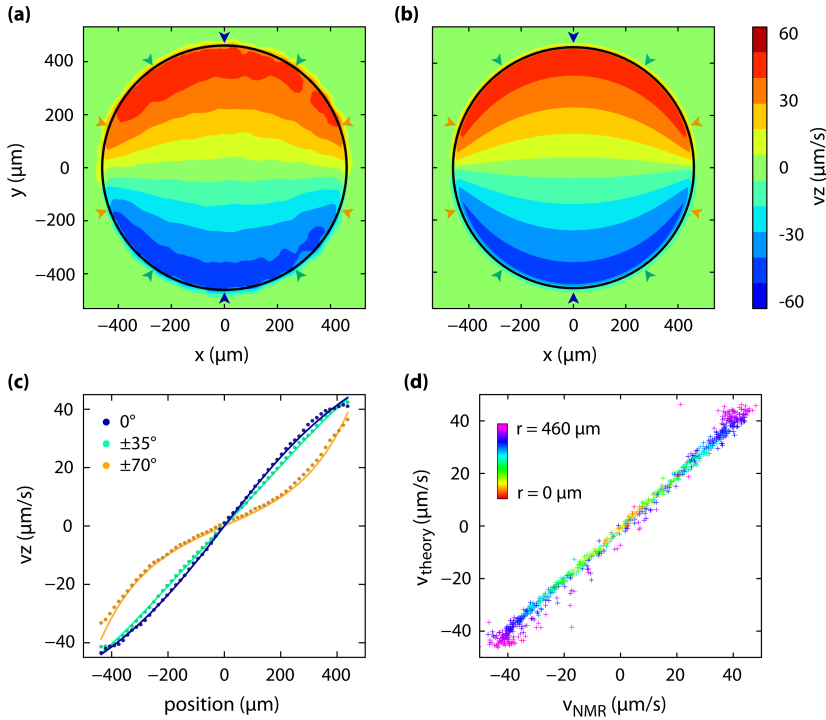 (a)
400
200
0
−200
−400
y (µm)
−400 −200 0 200 400
x (µm)
(b)
−400 −200 0 200 400
x (µm)
60
30
0
-30
-60
vz (µm/s)
(c)
40
20
0
−20
−40
vz (µm/s)
0°
±35°
±70°
−400 −200 0 200 400
position (µm)
(d)
40
20
0
−20
−40
v_theory (µm/s)
r = 460 µm
r = 0 µm
−40 −20 0 20 40
v_NMR (µm/s)